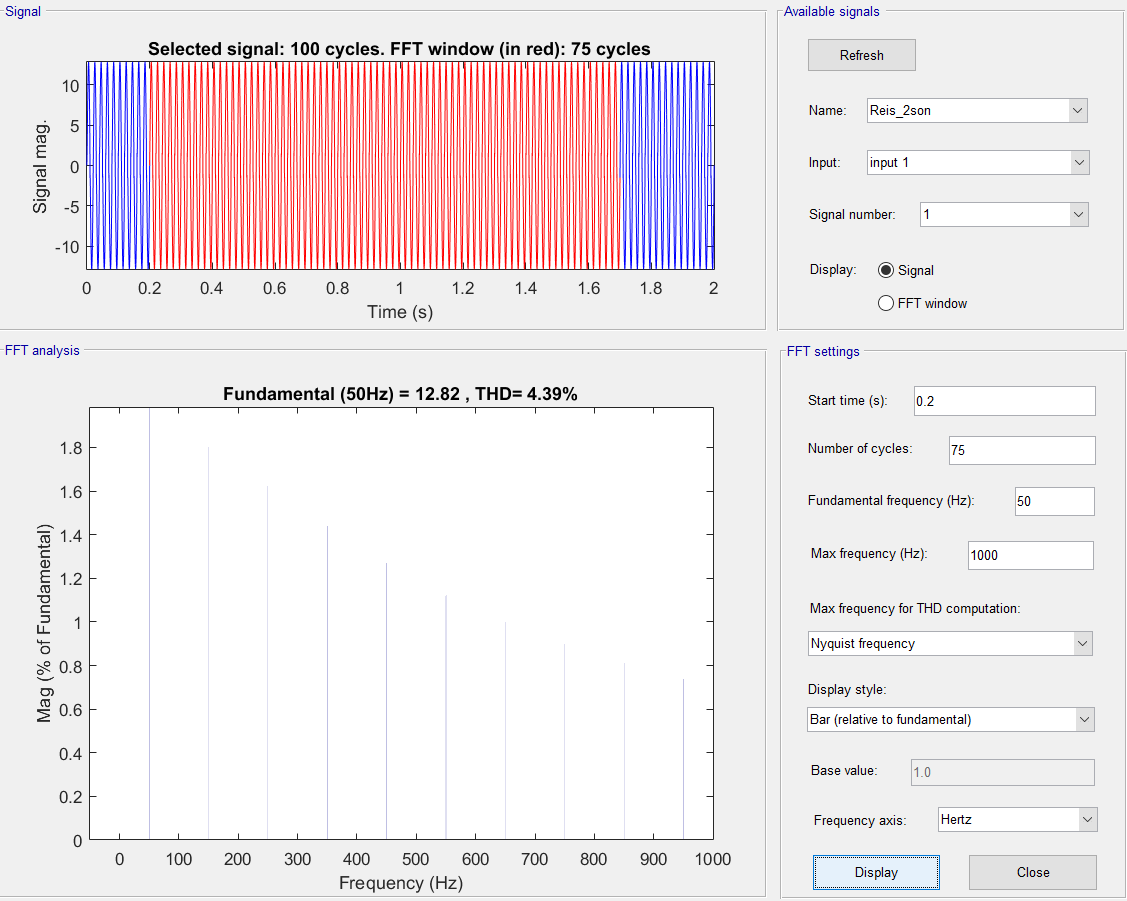 Signal
Selected signal: 100 cycles. FFT window (in red): 75 cycles
10
5
0
-5
-10
Signal mag.
0 0.2 0.4 0.6 0.8 1 1.2 1.4 1.6 1.8 2
Time (s)
Available signals
Refresh
Name: Reis_2son
Input: input 1
Signal number: 1
Display: Signal
FFT window
FFT analysis
Fundamental (50Hz) = 12.82 , THD= 4.39%
1.8
1.6
1.4
1.2
1
0.8
0.6
0.4
0.2
0
Mag (% of Fundamental)
0 100 200 300 400 500 600 700 800 900 1000
Frequency (Hz)
FFT settings
Start time (s): 0.2
Number of cycles: 75
Fundamental frequency (Hz): 50
Max frequency (Hz): 1000
Max frequency for THD computation:
Nyquist frequency
Display style:
Bar (relative to fundamental)
Base value: 1.0
Frequency axis: Hertz
Display Close